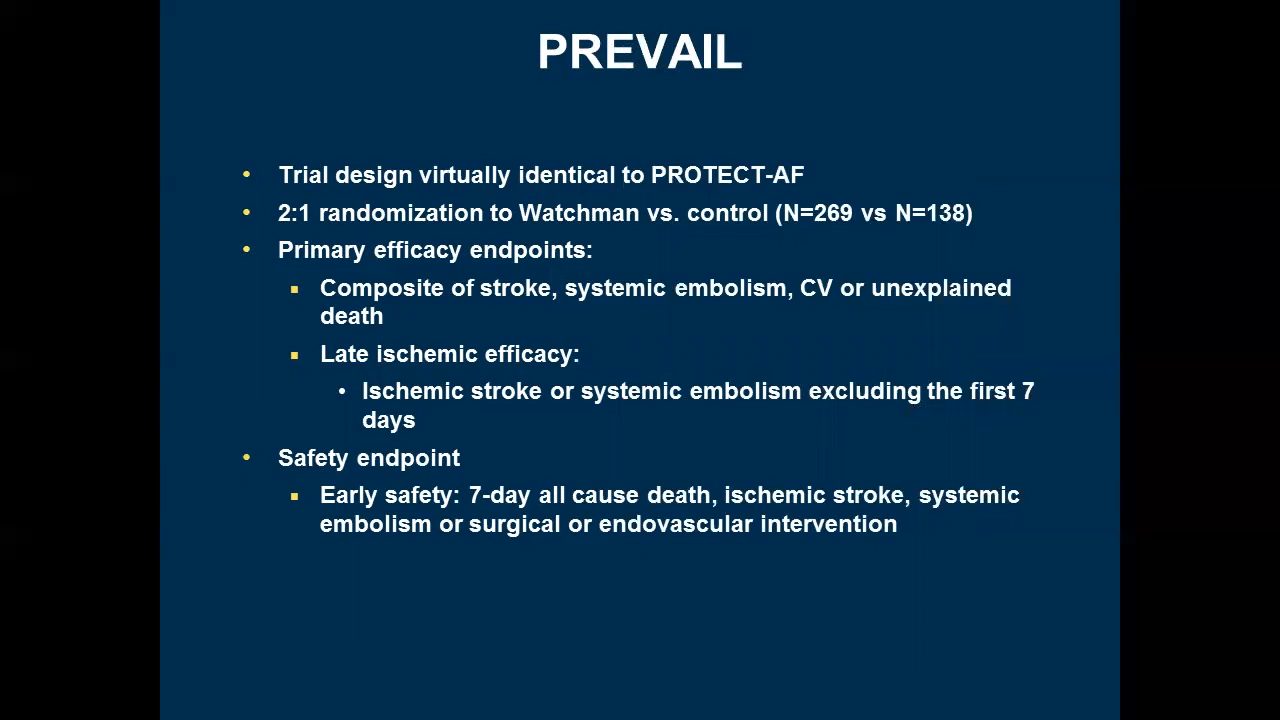 PREVAIL
• Trial design virtually identical to PROTECT-AF
• 2:1 randomization to Watchman vs. control (N=269 vs N=138)
• Primary efficacy endpoints:
▪ Composite of stroke, systemic embolism, CV or unexplained
death
▪ Late ischemic efficacy:
• Ischemic stroke or systemic embolism excluding the first 7
days
• Safety endpoint
▪ Early safety: 7-day all cause death, ischemic stroke, systemic
embolism or surgical or endovascular intervention